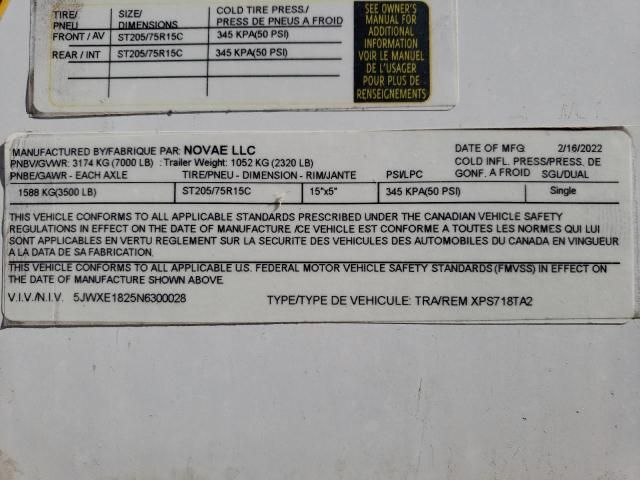 TIRE/ SIZE/ COLD TIRE PRESS./ SEE OWNER'S
PNEU DIMENSIONS PRESS DE PNEUS A FROID MANUAL FOR
FRONT / AV ST205/75R15C 345 KPA(50 PSI) ADDITIONAL
REAR / INT ST205/75R15C 345 KPA(50 PSI) INFORMATION
VOIR LE MANUEL
DE L'USAGER
POUR PLUS DE
RENSEIGNEMENTS
MANUFACTURED BY/FABRIQUE PAR: NOVAE LLC DATE OF MFG: 2/16/2022
PNBV/GVWR: 3174 KG (7000 LB) : Trailer Weight: 1052 KG (2320 LB) COLD INFL. PRESS/PRESS. DE
PNBE/GAWR - EACH AXLE TIRE/PNEU - DIMENSION - RIM/JANTE PSI/LPC GONF. A FROID SGL/DUAL
1588 KG(3500 LB) ST205/75R15C 15"x5" 345 KPA(50 PSI) Single
THIS VEHICLE CONFORMS TO ALL APPLICABLE STANDARDS PRESCRIBED UNDER THE CANADIAN VEHICLE SAFETY
REGULATIONS IN EFFECT ON THE DATE OF MANUFACTURE /CE VEHICLE EST CONFORME A TOUTES LES NORMES QUI LUI
SONT APPLICABLES EN VERTU REGLEMENT SUR LA SECURITE DES VEHICULES DES AUTOMOBILES DU CANADA EN VINGUEUR
A LA DATA DE SA FABRICATION.
THIS VEHICLE CONFORMS TO ALL APPLICABLE U.S. FEDERAL MOTOR VEHICLE SAFETY STANDARDS (FMVSS) IN EFFECT ON
THE DATE OF MANUFACTURE SHOWN ABOVE.
V.I.V./N.I.V. 5JWXE1825N6300028 TYPE/TYPE DE VEHICULE: TRA/REM XPS718TA2